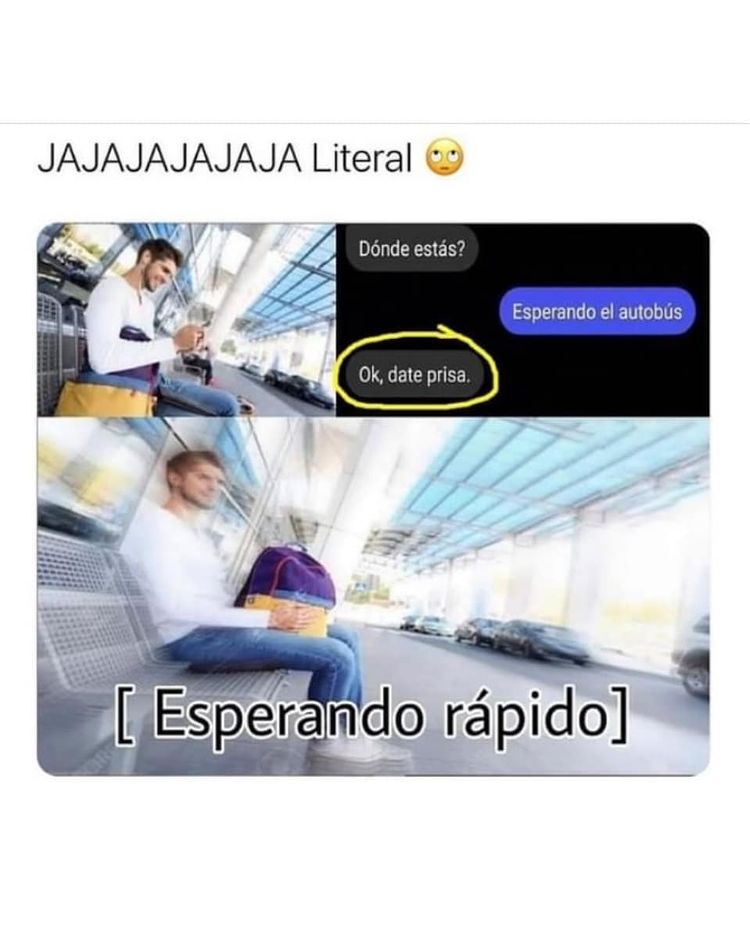 JAJAJAJAJAJA Literal 🙄
Dónde estás?
Esperando el autobús
Ok, date prisa.
[ Esperando rápido]